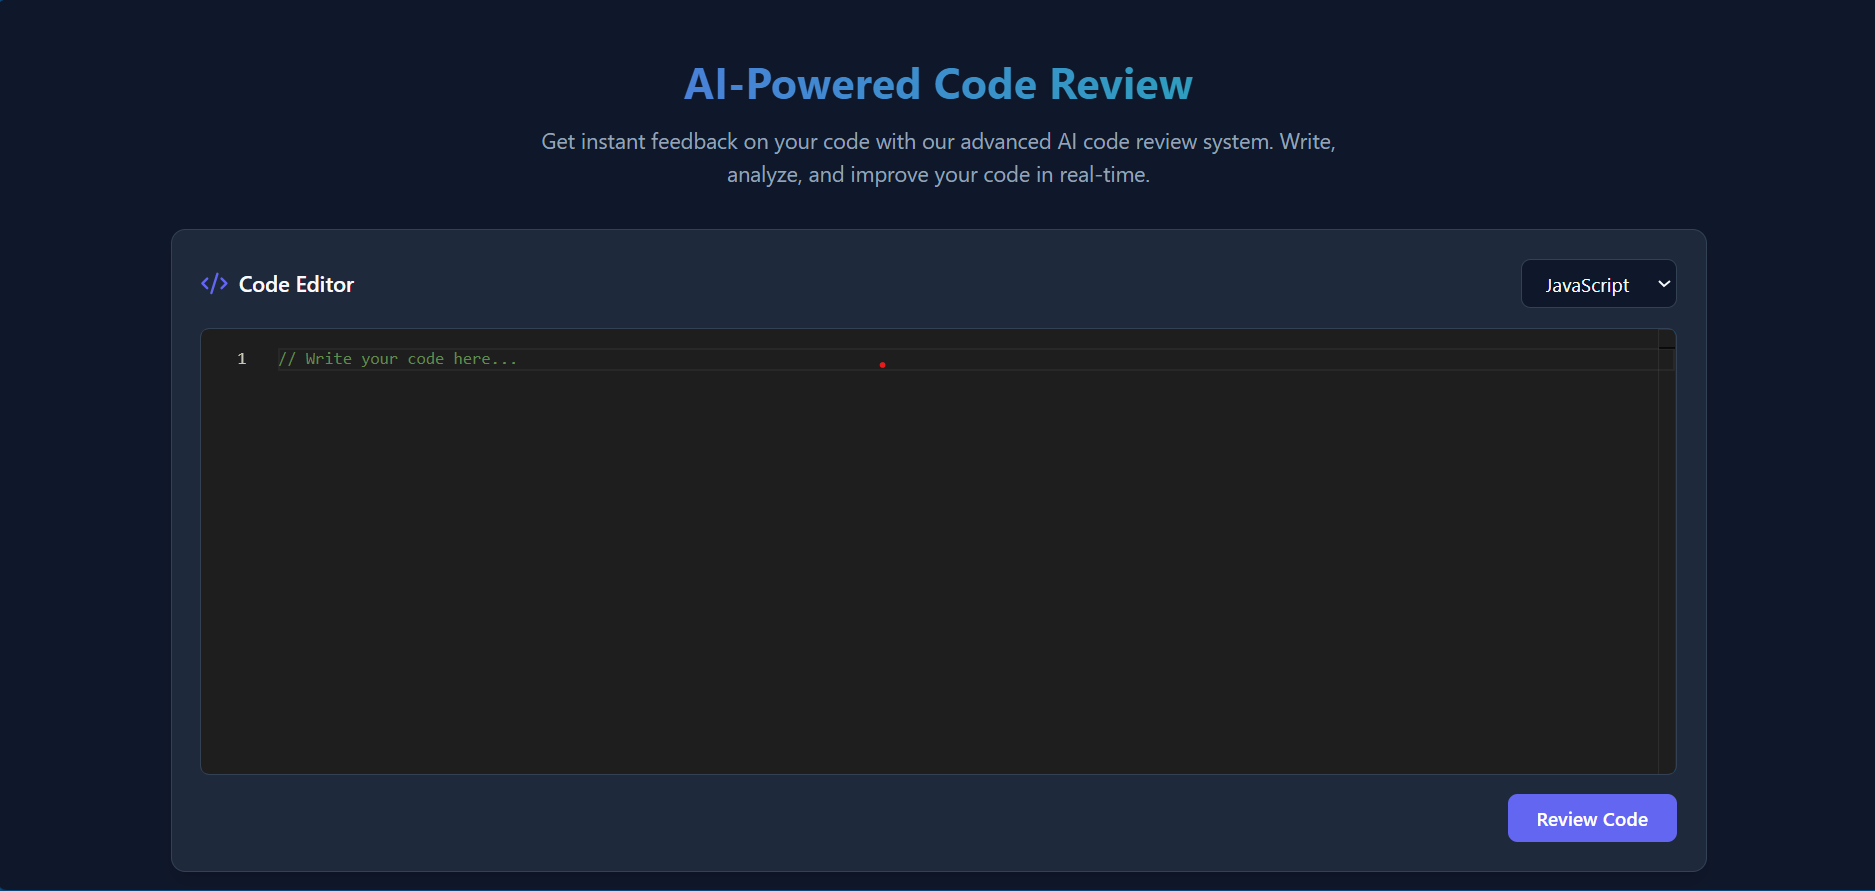 AI-Powered Code Review
Get instant feedback on your code with our advanced AI code review system. Write,
analyze, and improve your code in real-time.
</> Code Editor
JavaScript
1 // Write your code here...
Review Code